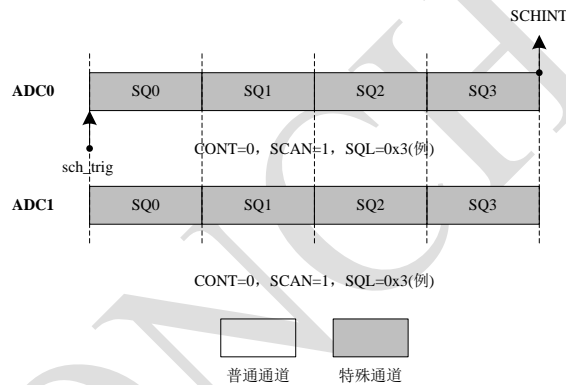 SCHINT
ADC0 SQ0 SQ1 SQ2 SQ3
CONT=0，SCAN=1，SQL=0x3(例)
sch_trig
ADC1 SQ0 SQ1 SQ2 SQ3
CONT=0，SCAN=1，SQL=0x3(例)
普通通道 特殊通道